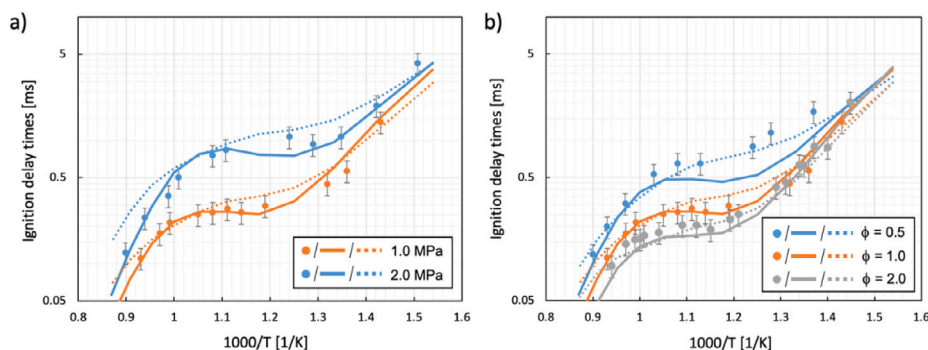 a)
Ignition delay times [ms]
5
0.5
0.05
0.8 0.9 1 1.1 1.2 1.3 1.4 1.5 1.6
1000/T [1/K]
1.0 MPa
2.0 MPa
b)
Ignition delay times [ms]
5
0.5
0.05
0.8 0.9 1 1.1 1.2 1.3 1.4 1.5 1.6
1000/T [1/K]
/ / ϕ = 0.5
/ / ϕ = 1.0
/ / ϕ = 2.0